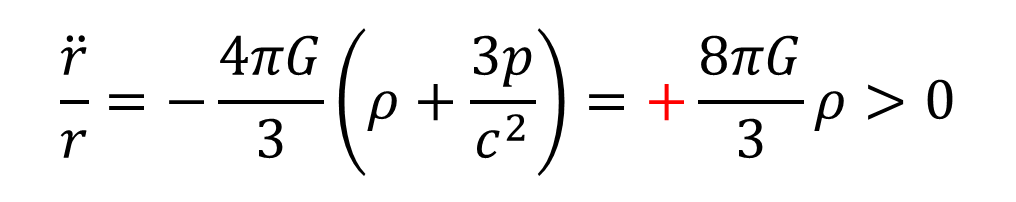 r̈/r = −4πG/3 (ρ + 3p/c²) = + 8πG/3 ρ > 0